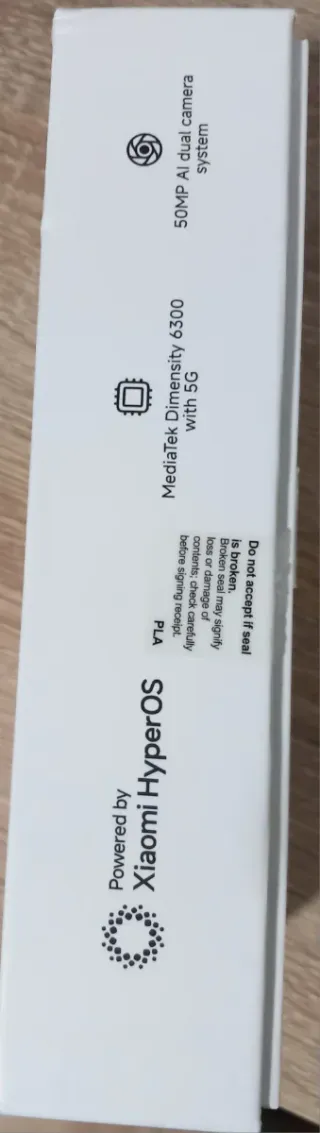 50MP AI dual camera
system
MediaTek Dimensity 6300
with 5G
Do not accept if seal
is broken.
Broken seal may signify
loss or damage of
contents; check carefully
before signing receipt.
PLA
Powered by
Xiaomi HyperOS